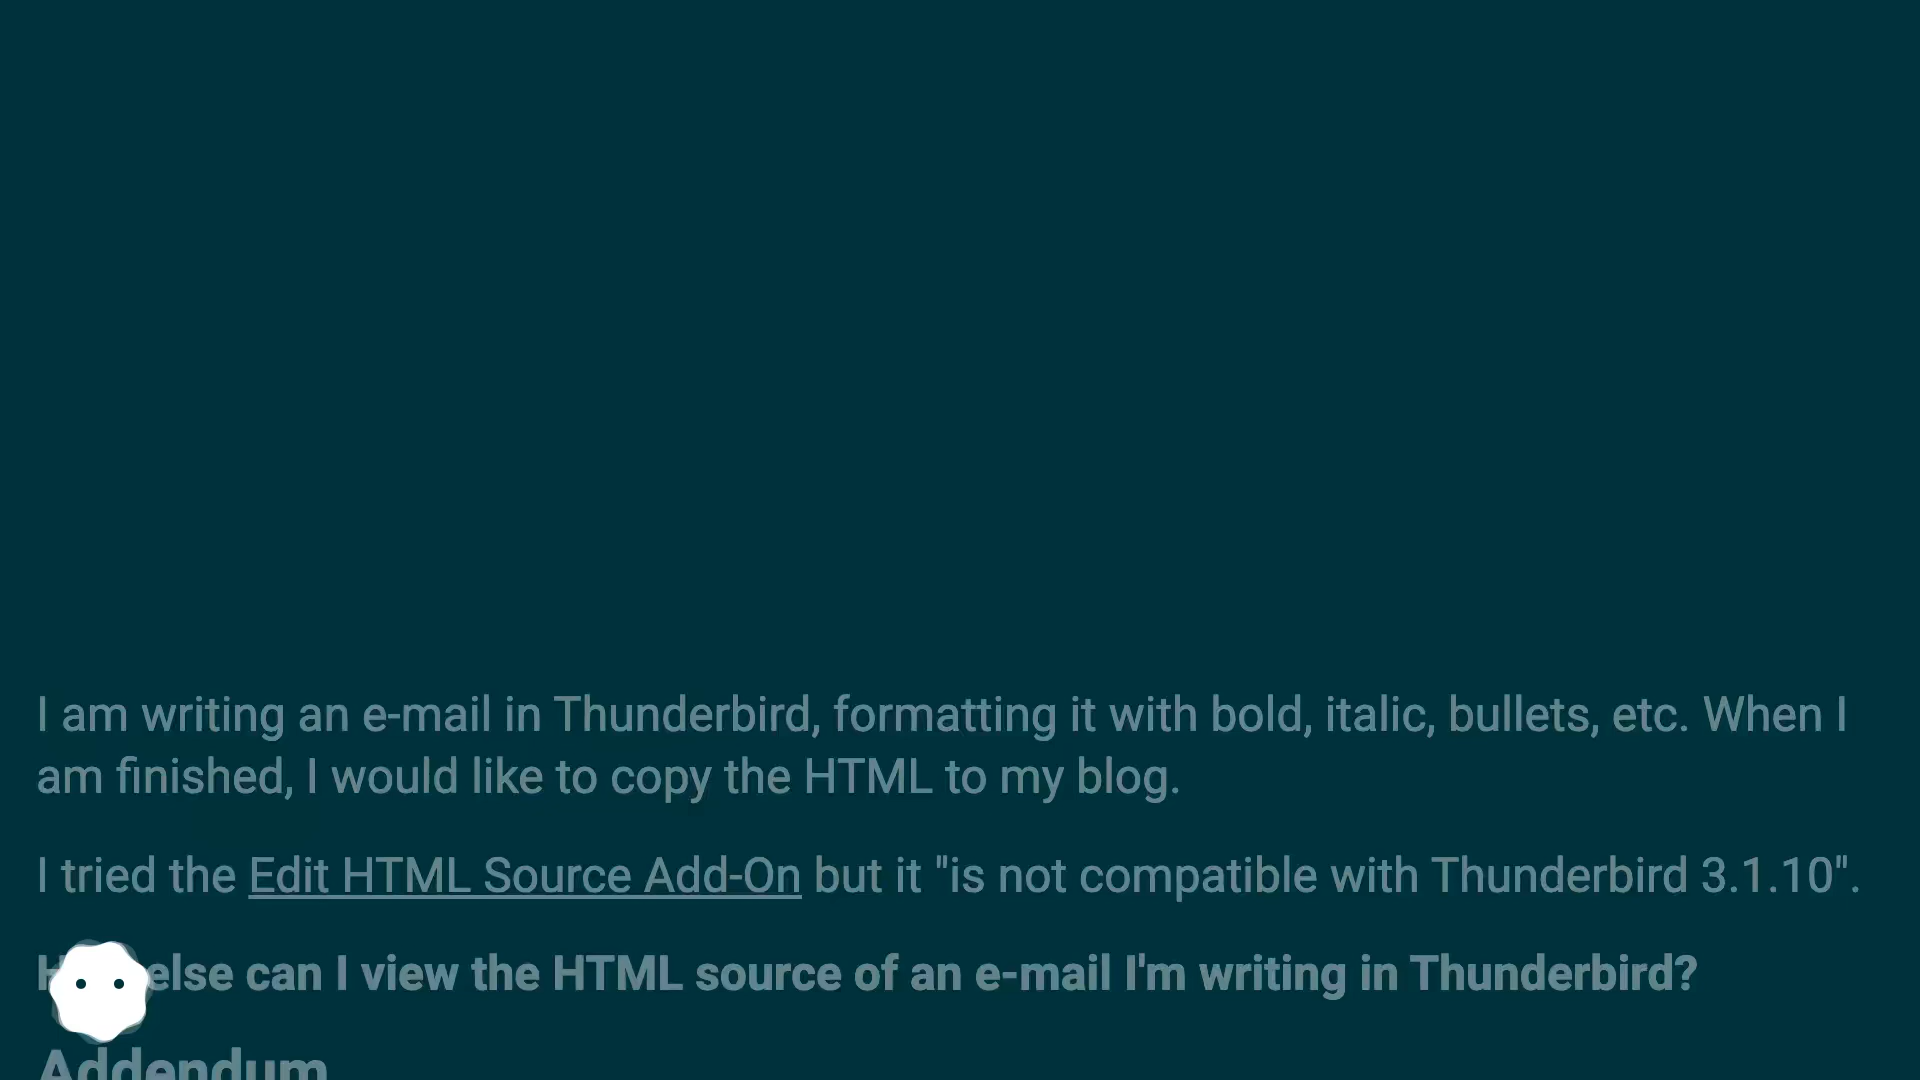 I am writing an e-mail in Thunderbird, formatting it with bold, italic, bullets, etc. When I
am finished, I would like to copy the HTML to my blog.
I tried the Edit HTML Source Add-On but it "is not compatible with Thunderbird 3.1.10".
else can I view the HTML source of an e-mail I'm writing in Thunderbird?
Addendum